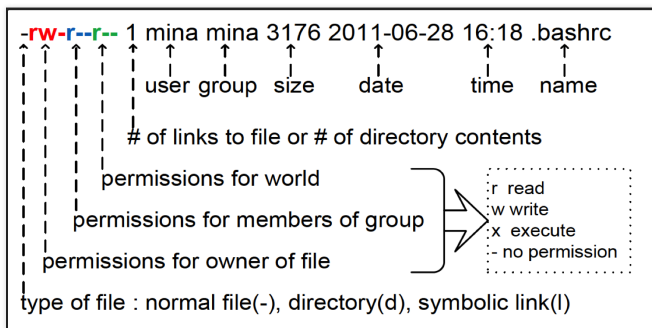 -rw-r--r-- 1 mina mina 3176 2011-06-28 16:18 .bashrc
user group size date time name
# of links to file or # of directory contents
permissions for world
permissions for members of group
permissions for owner of file
type of file : normal file(-), directory(d), symbolic link(l)
r read
w write
x execute
- no permission